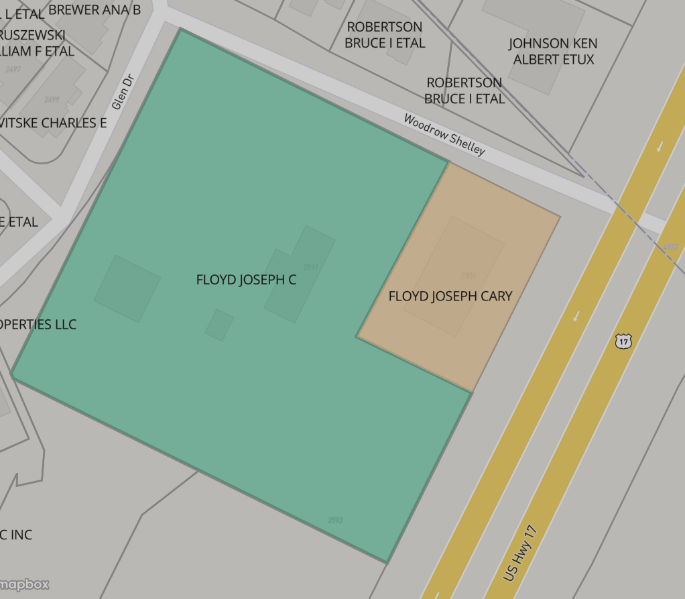 L L ETAL
BREWER ANA B
RUSZEWSKI
LLIAM F ETAL
ROBERTSON
BRUCE I ETAL
JOHNSON KEN
ALBERT ETUX
ROBERTSON
BRUCE I ETAL
Glen Dr
VITSKE CHARLES E
Woodrow Shelley
E ETAL
FLOYD JOSEPH C
FLOYD JOSEPH CARY
OPERTIES LLC
17
US Hwy 17
C INC
mapbox